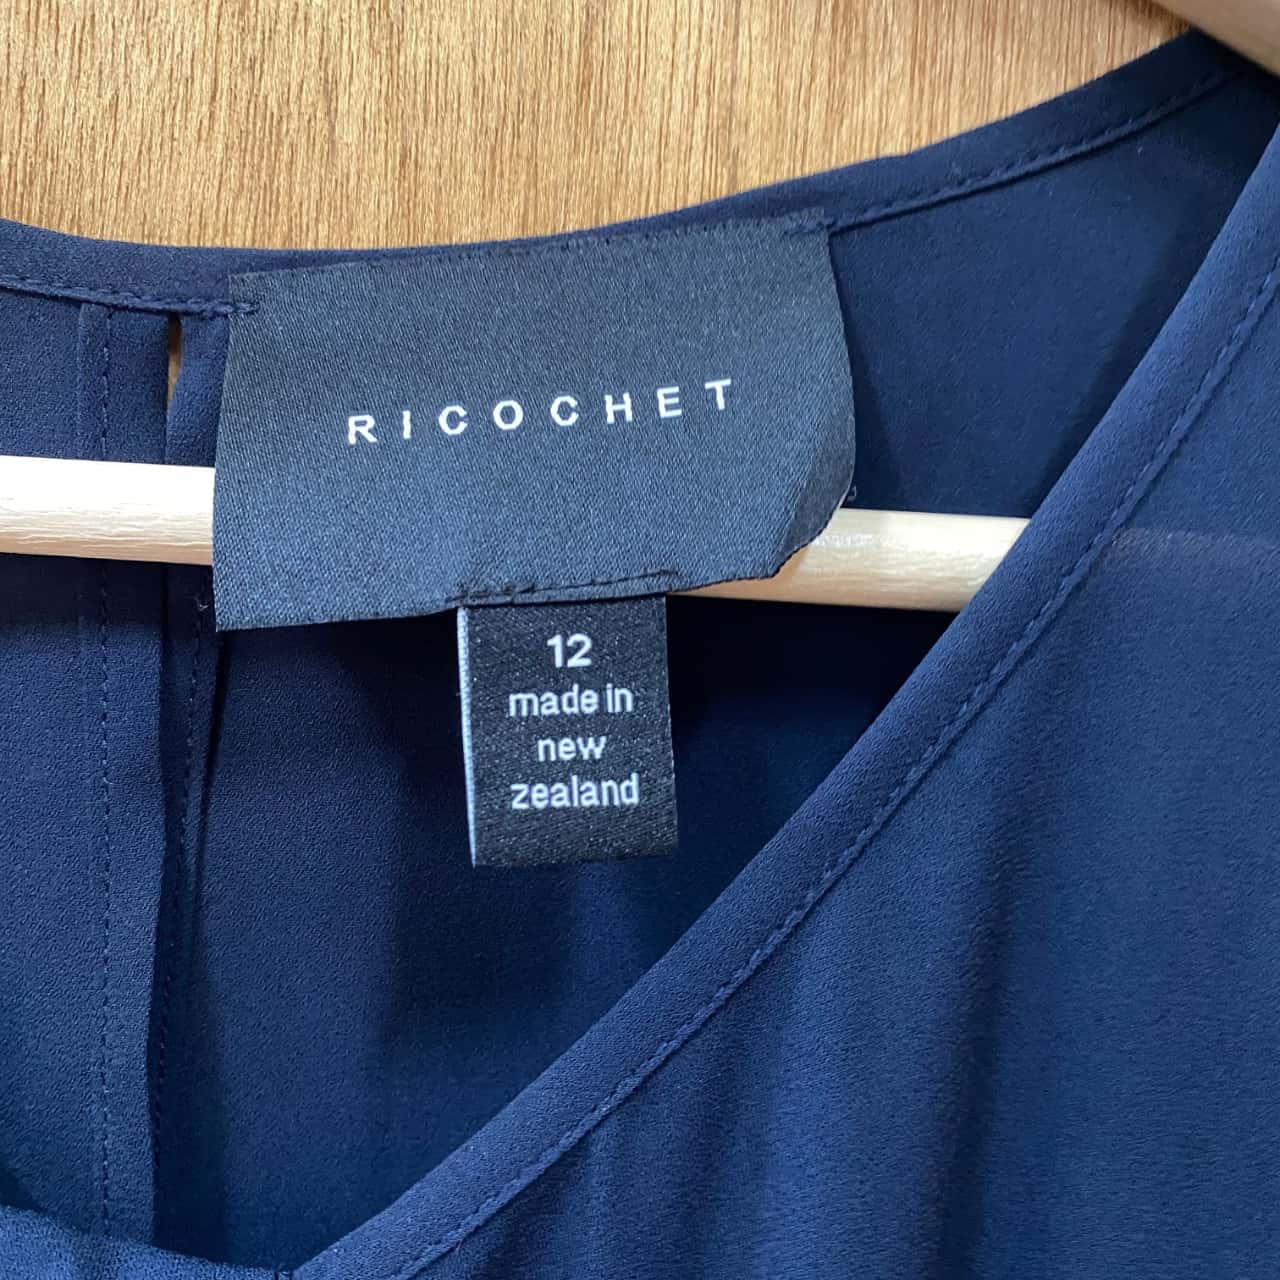 RICOCHET
12
made in
new
zealand